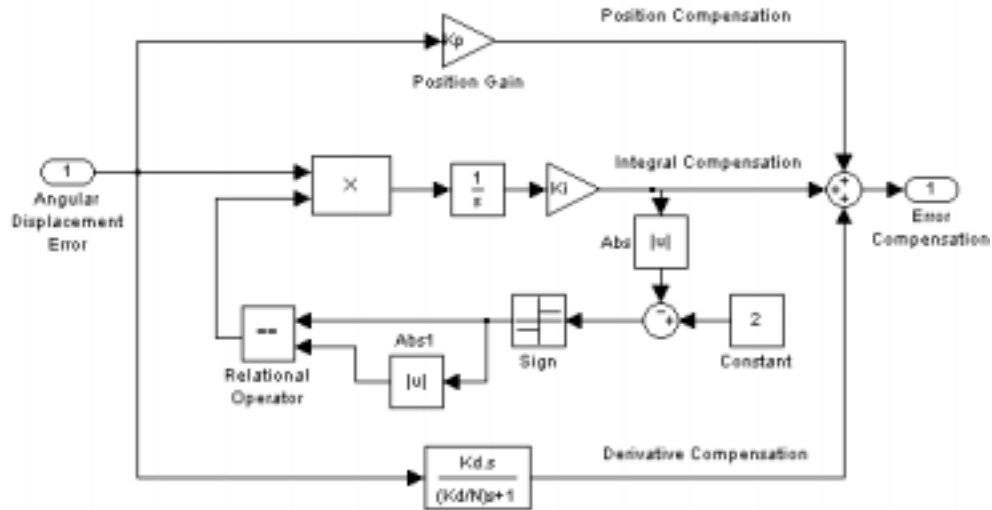 Position Compensation
Kp
Position Gain
1
Angular
Displacement
Error
×
1
s
Ki
Integral Compensation
+
+
+
1
Error
Compensation
Abs
|u|
-
+
2
Constant
Sign
Abs1
|u|
==
Relational
Operator
Derivative Compensation
Kd.s
(Kd/N)s+1